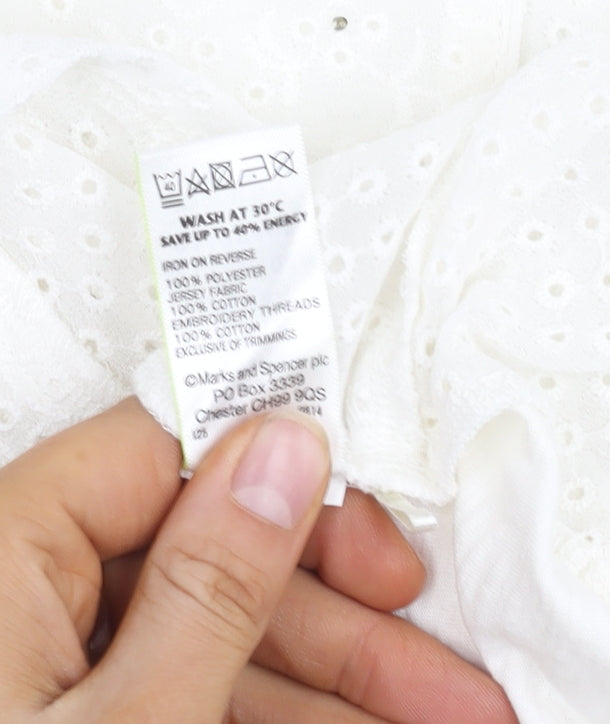 40
WASH AT 30°C
SAVE UP TO 40% ENERGY
IRON ON REVERSE
100% POLYESTER
JERSEY FABRIC
100% COTTON
EMBROIDERY THREADS
100% COTTON
EXCLUSIVE OF TRIMMINGS
©Marks and Spencer plc
PO Box 3339
Chester CH99 9QS